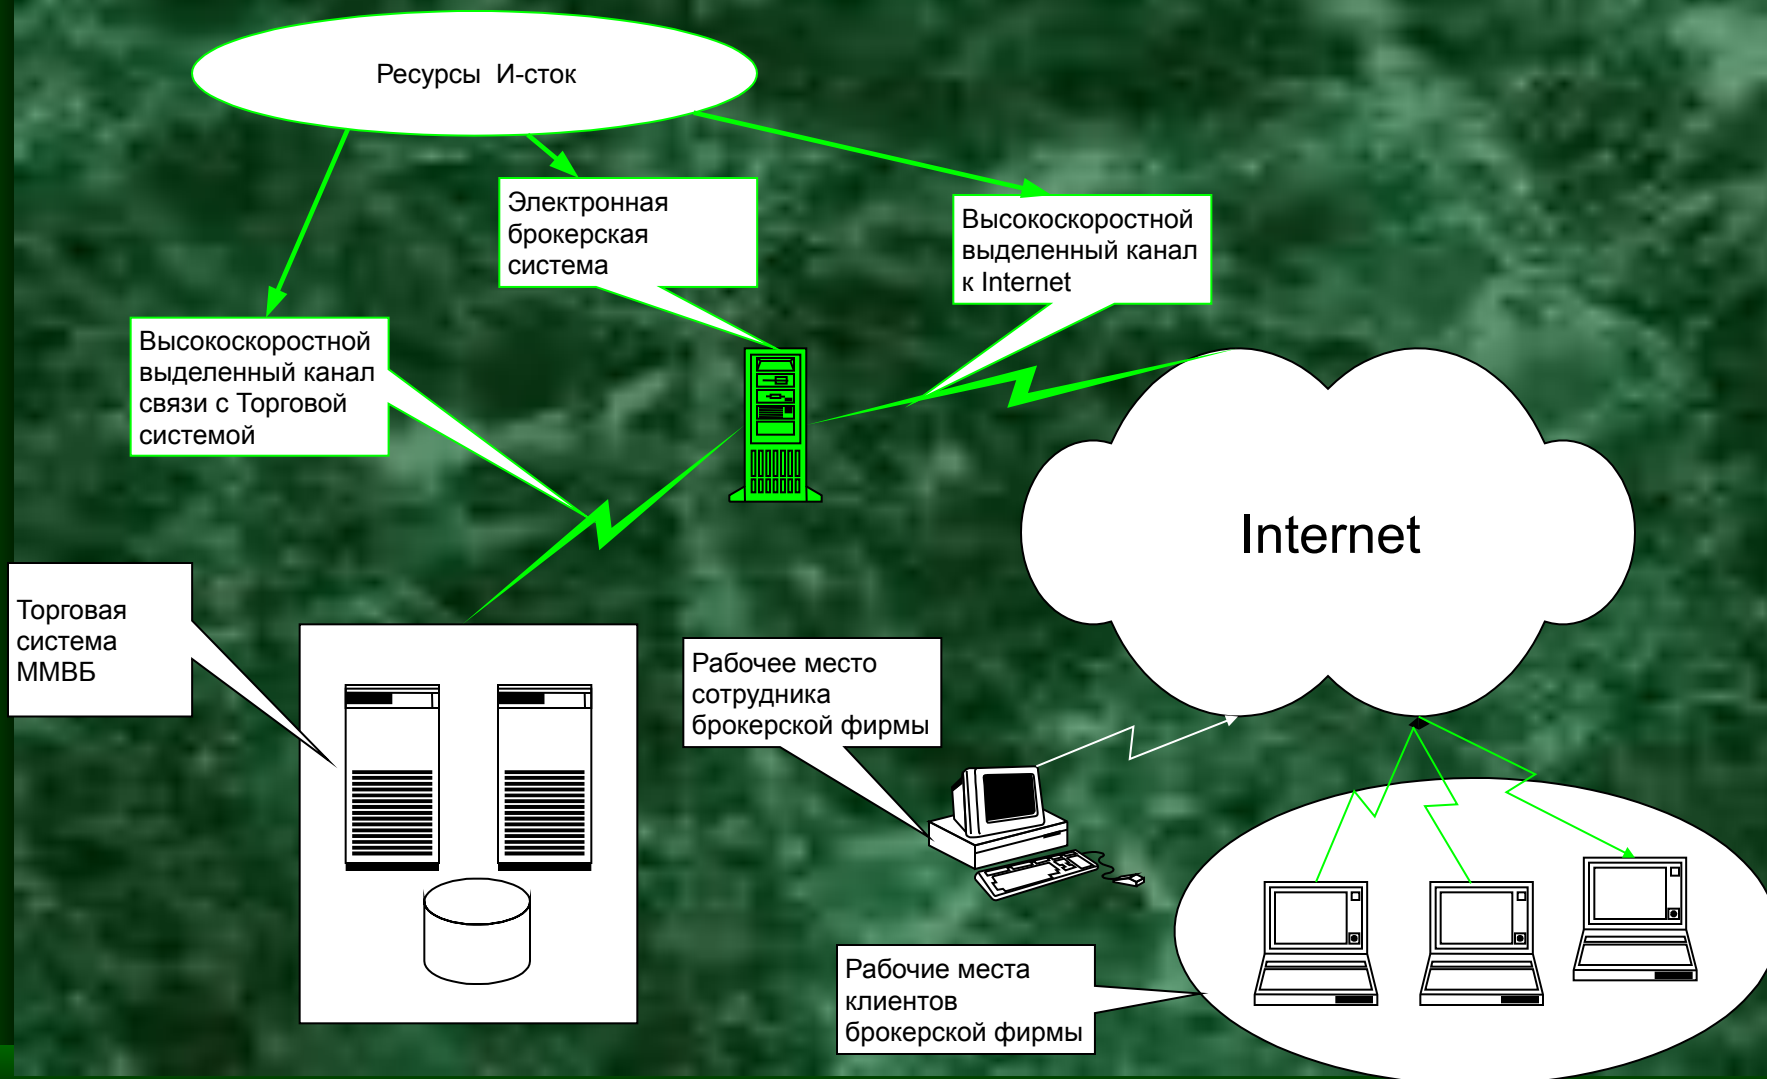 Ресурсы И-сток
Электронная
брокерская
система
Высокоскоростной
выделенный канал
к Internet
Высокоскоростной
выделенный канал
связи с Торговой
системой
Internet
Торговая
система
ММВБ
Рабочее место
сотрудника
брокерской фирмы
Рабочие места
клиентов
брокерской фирмы